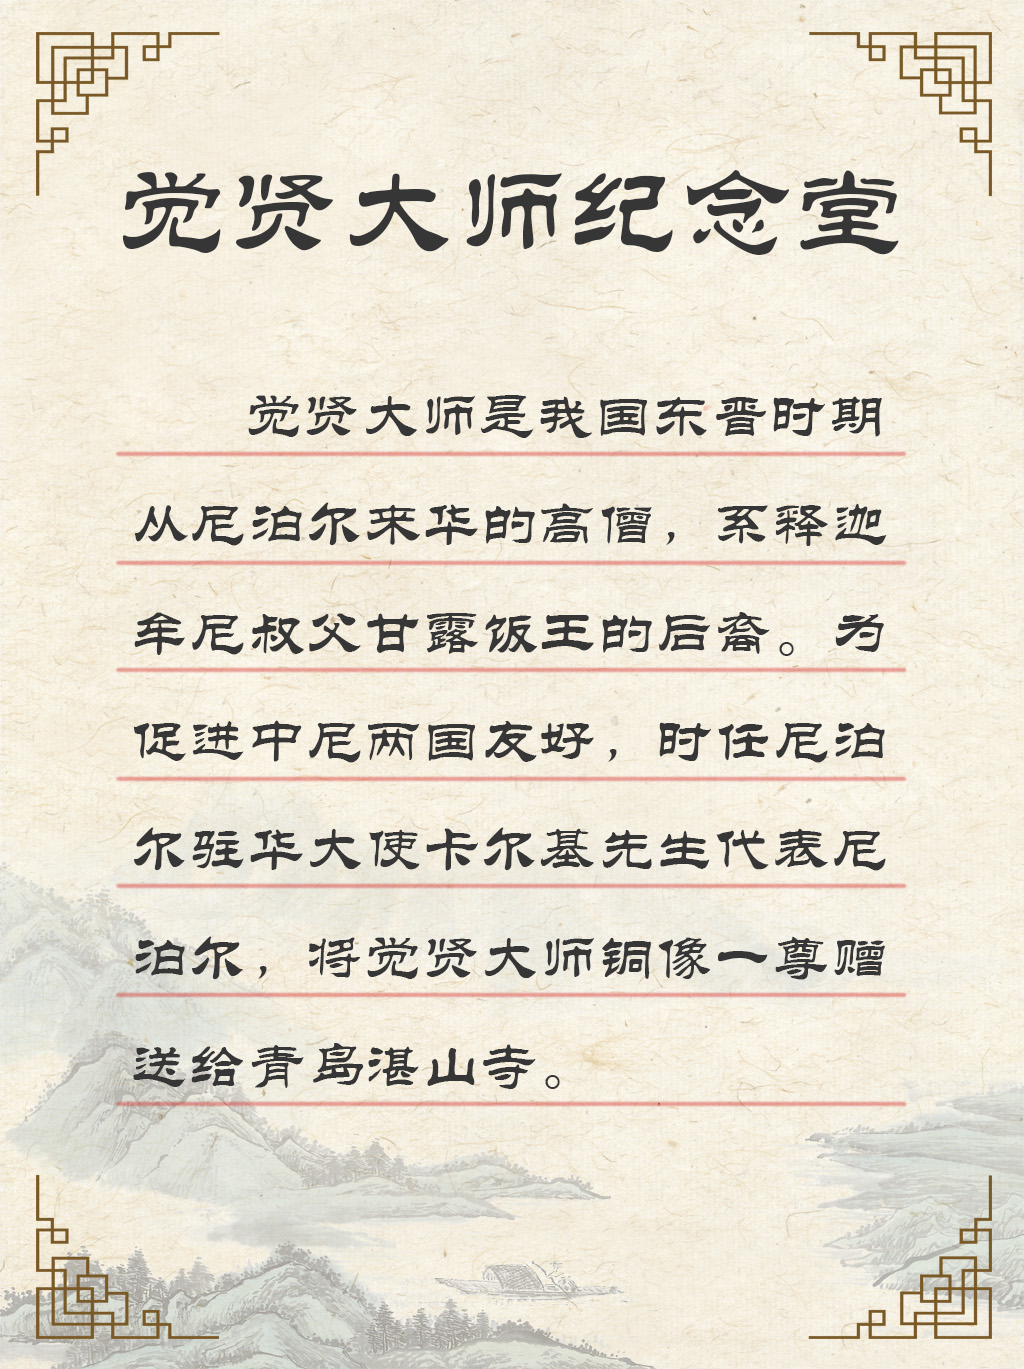 觉贤大师纪念堂
觉贤大师是我国东晋时期
从尼泊尔来华的高僧，系释迦
牟尼叔父甘露饭王的后裔。为
促进中尼两国友好，时任尼泊
尔驻华大使卡尔基先生代表尼
泊尔，将觉贤大师铜像一尊赠
送给青岛湛山寺。